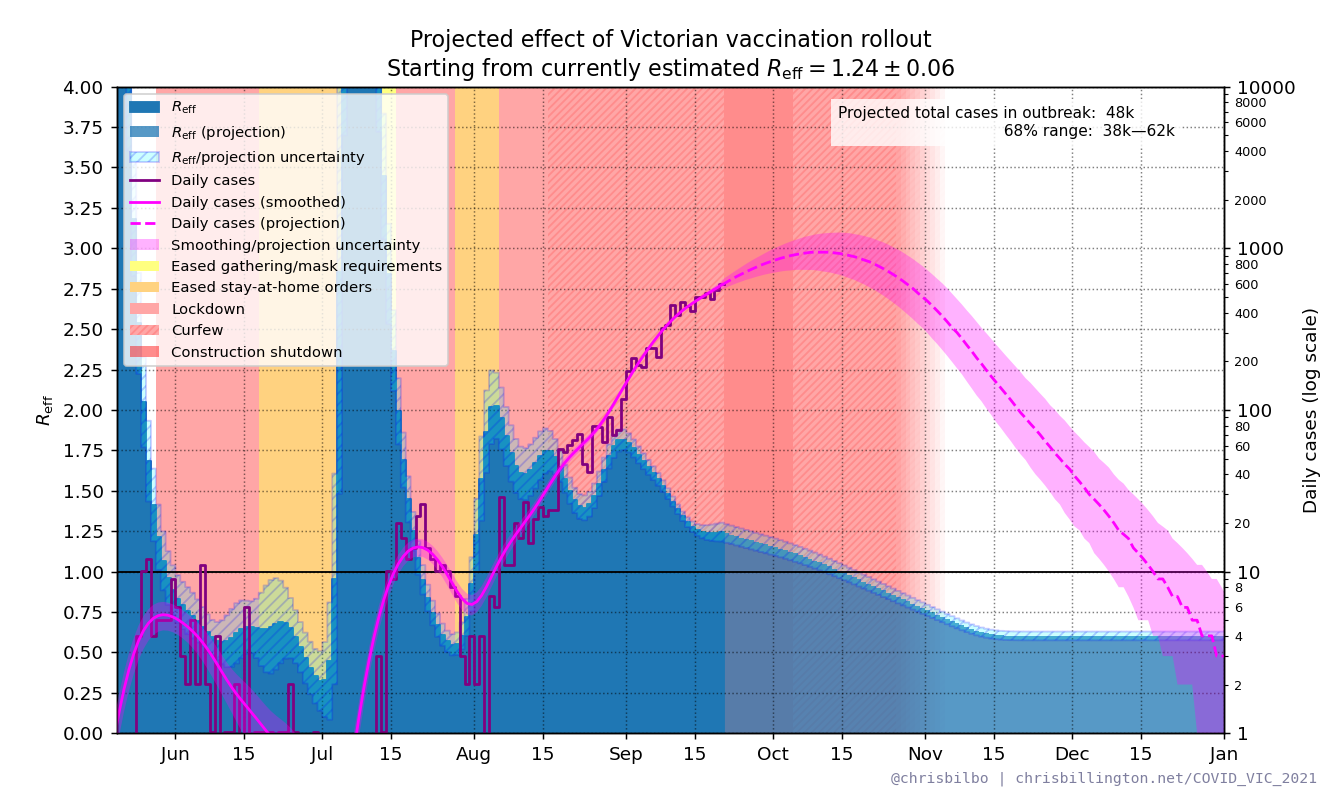 Projected effect of Victorian vaccination rollout
Starting from currently estimated R_eff = 1.24 ± 0.06
Projected total cases in outbreak: 48k
68% range: 38k—62k
R_eff
R_eff (projection)
R_eff/projection uncertainty
Daily cases
Daily cases (smoothed)
Daily cases (projection)
Smoothing/projection uncertainty
Eased gathering/mask requirements
Eased stay-at-home orders
Lockdown
Curfew
Construction shutdown
R_eff
4.00
3.75
3.50
3.25
3.00
2.75
2.50
2.25
2.00
1.75
1.50
1.25
1.00
0.75
0.50
0.25
0.00
Jun 15 Jul 15 Aug 15 Sep 15 Oct 15 Nov 15 Dec 15 Jan
10000
8000
6000
4000
2000
1000
800
600
400
200
100
80
60
40
20
10
8
6
4
2
1
Daily cases (log scale)
@chrisbilbo | chrisbillington.net/COVID_VIC_2021